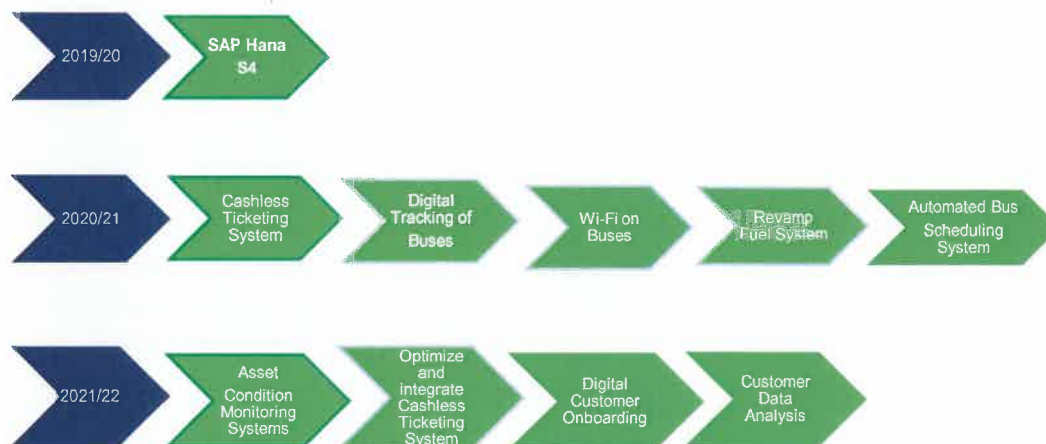 2019/20
SAP Hana
S4
2020/21
Cashless
Ticketing
System
Digital
Tracking of
Buses
Wi-Fi on
Buses
Revamp
Fuel System
Automated Bus
Scheduling
System
2021/22
Asset
Condition
Monitoring
Systems
Optimize
and
integrate
Cashless
Ticketing
System
Digital
Customer
Onboarding
Customer
Data
Analysis